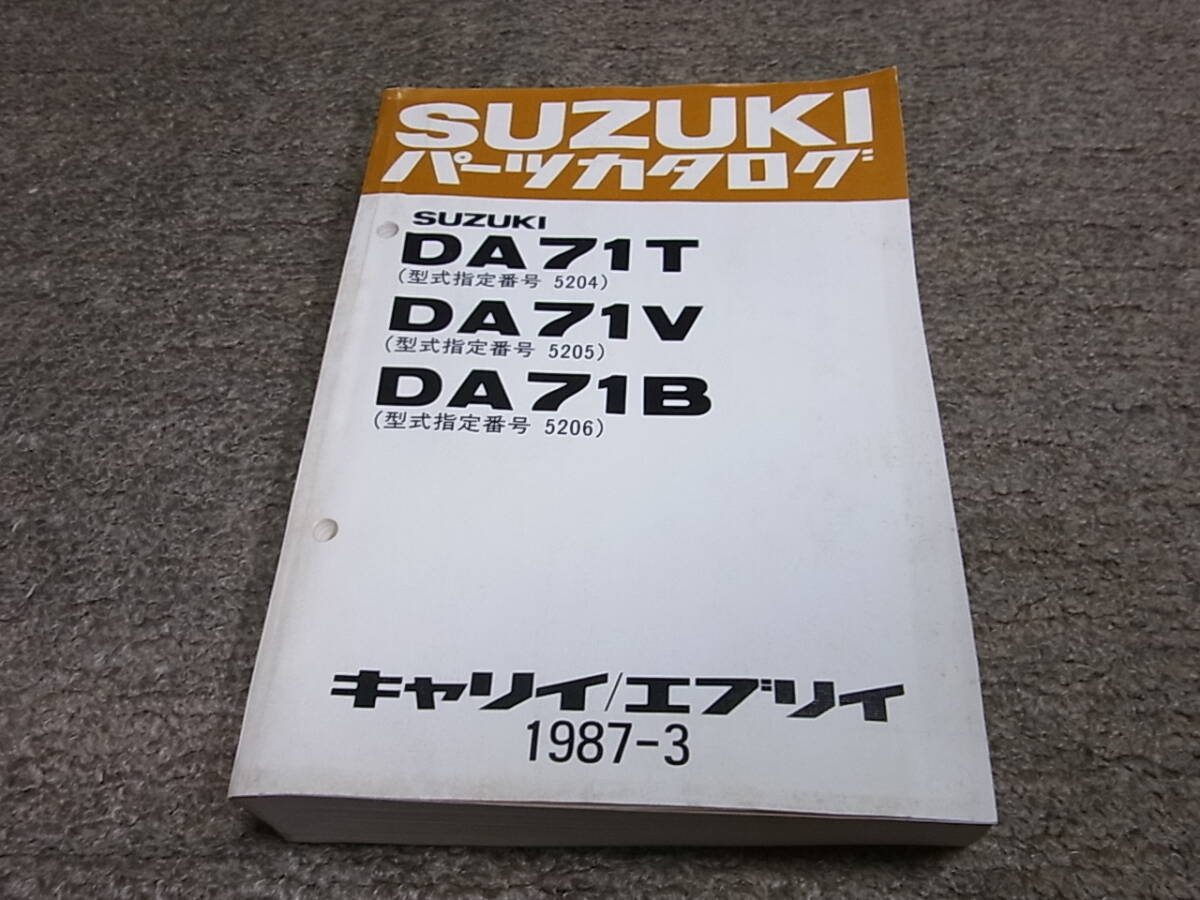 SUZUKI
パーツカタログ
SUZUKI
DA71T
(型式指定番号 5204)
DA71V
(型式指定番号 5205)
DA71B
(型式指定番号 5206)
キャリイ/エブリイ
1987-3